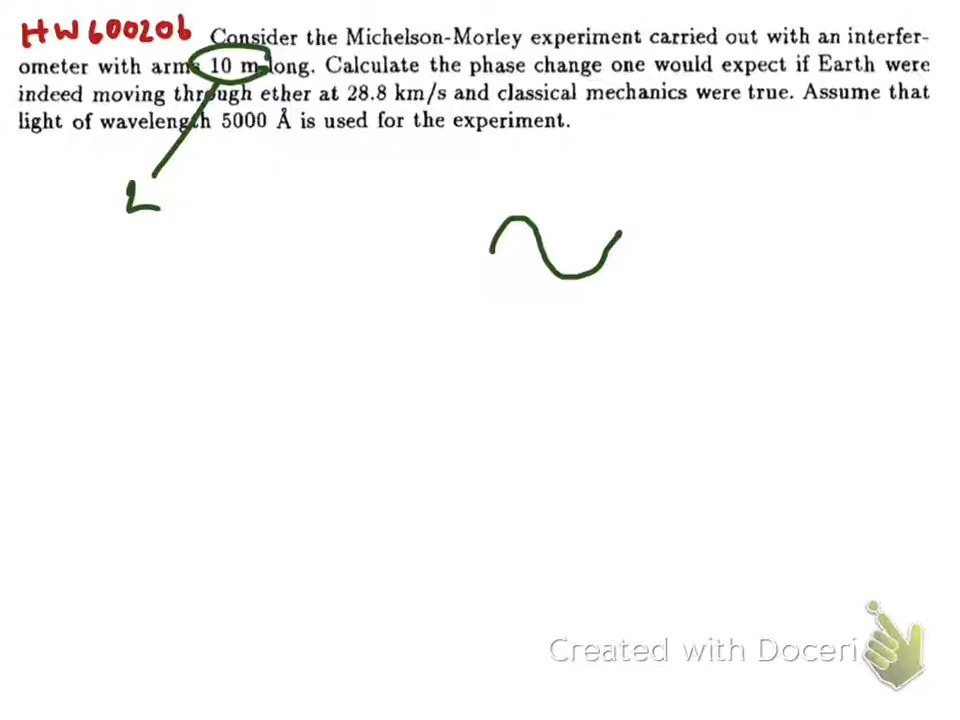 HW600206 Consider the Michelson-Morley experiment carried out with an interfer-
ometer with arms 10 m long. Calculate the phase change one would expect if Earth were
indeed moving through ether at 28.8 km/s and classical mechanics were true. Assume that
light of wavelength 5000 Å is used for the experiment.
L
Created with Doceri